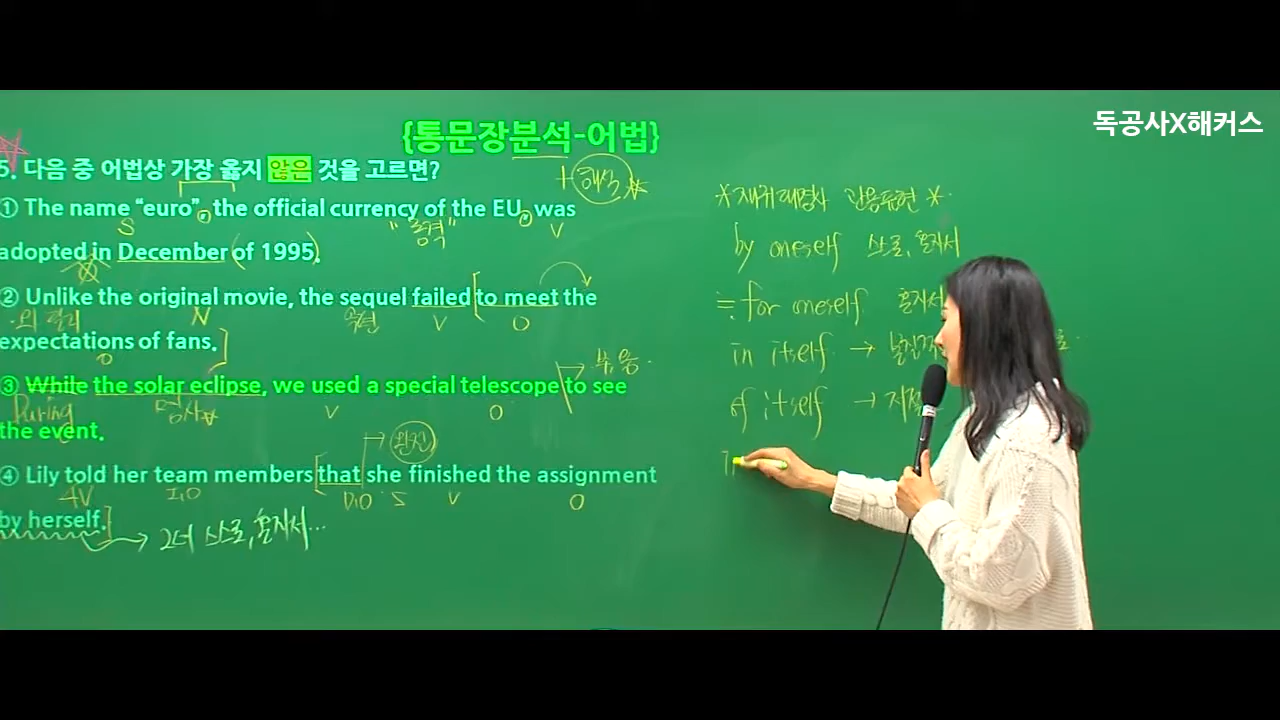 독공사X해커스
{통문장분석-어법}
5. 다음 중 어법상 가장 옳지 않은 것을 고르면?
+해석
① The name “euro”, the official currency of the EU, was
S
"동격"
V
adopted in December of 1995.
② Unlike the original movie, the sequel failed to meet the
N
속편
V
O
expectations of fans.
O
부.용.
③ While the solar eclipse, we used a special telescope to see
During
명사
V
O
the event.
완전
④ Lily told her team members that she finished the assignment
4V
I.O
D.O
S
V
O
by herself.
→ 그녀 스스로, 혼자서...
*재귀대명사 관용표현*
by oneself 스스로, 혼자서
≒ for oneself 혼자서
in itself →
of itself →